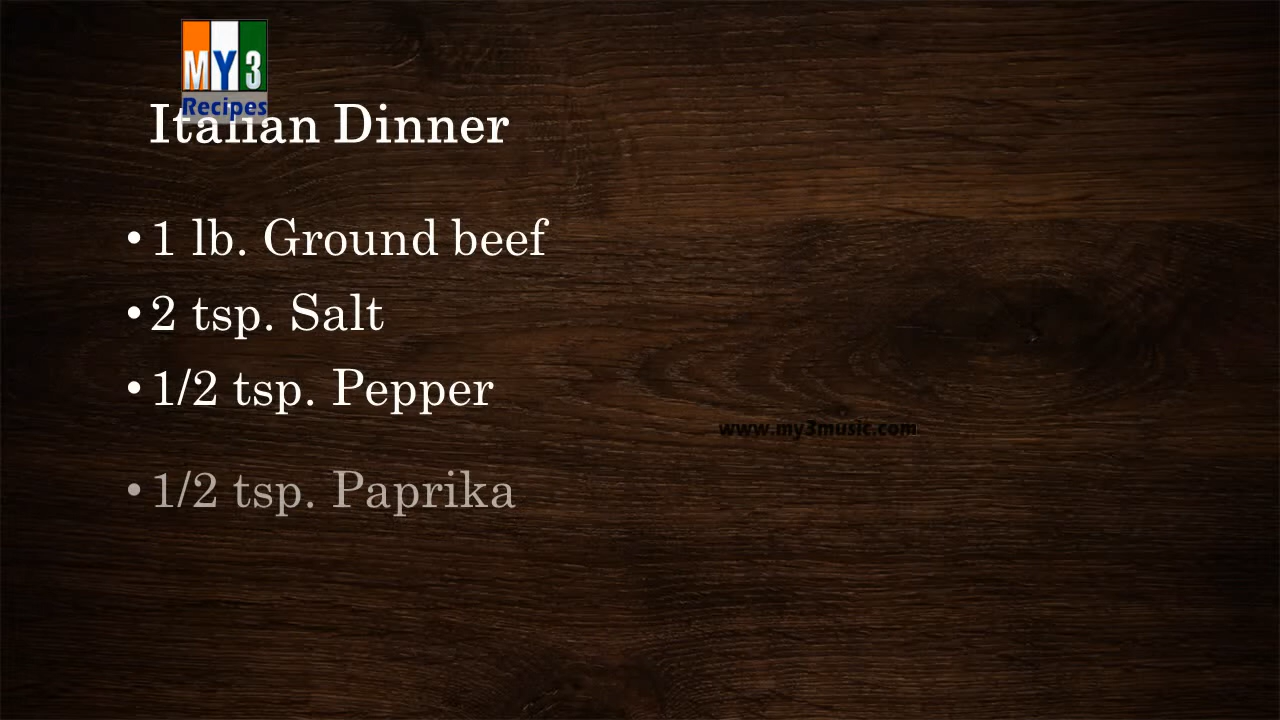 MY3
Recipes
Italian Dinner
•1 lb. Ground beef
•2 tsp. Salt
•1/2 tsp. Pepper
www.my3music.com
•1/2 tsp. Paprika